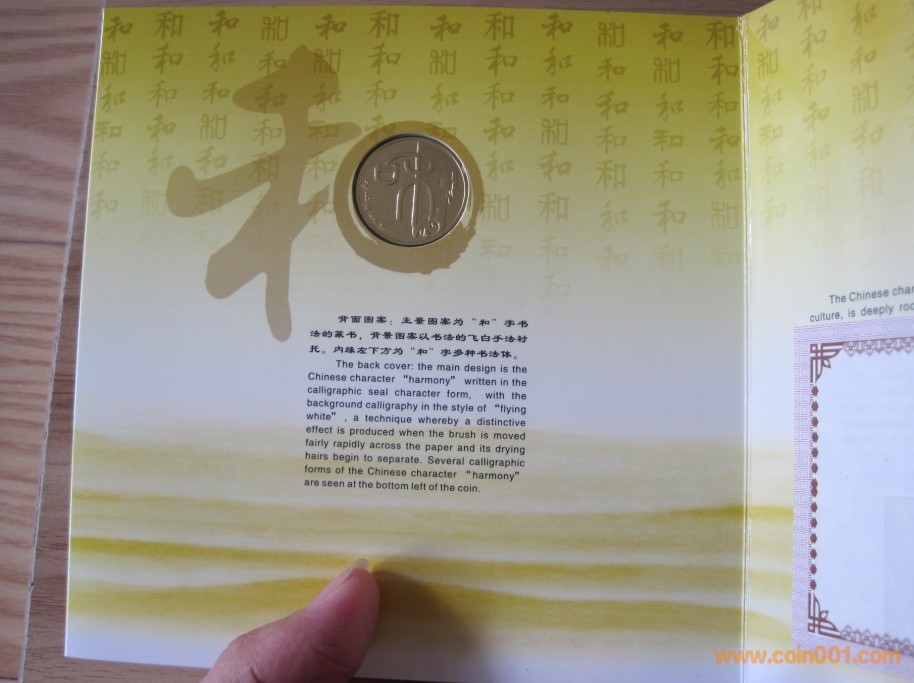 和
背面图案：主景图案为“和”字书
法的篆书，背景图案以书法的飞白手法衬
托。内缘左下方为“和”字多种书法体。
The back cover: the main design is the
Chinese character “harmony” written in the
calligraphic seal character form, with the
background calligraphy in the style of “flying
white”, a technique whereby a distinctive
effect is produced when the brush is moved
fairly rapidly across the paper and its drying
hairs begin to separate. Several calligraphic
forms of the Chinese character “harmony”
are seen at the bottom left of the coin.
The Chinese char
culture, is deeply roo
www.coin001.com